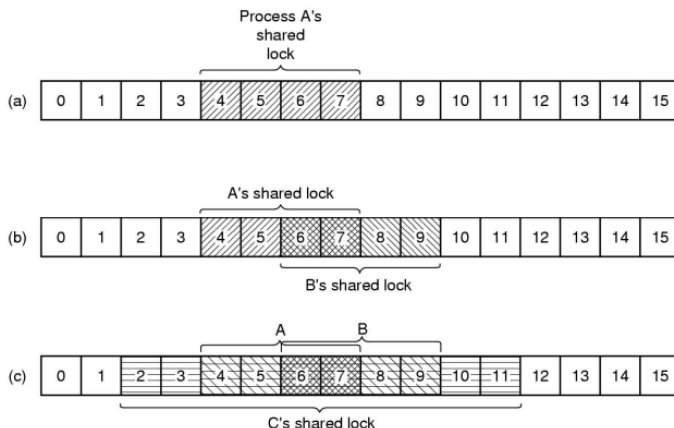 Process A's
shared
lock
(a) 0 1 2 3 4 5 6 7 8 9 10 11 12 13 14 15
A's shared lock
(b) 0 1 2 3 4 5 6 7 8 9 10 11 12 13 14 15
B's shared lock
A B
(c) 0 1 2 3 4 5 6 7 8 9 10 11 12 13 14 15
C's shared lock